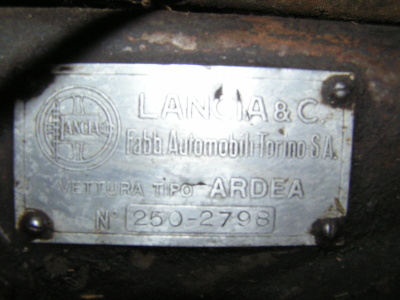 LANCIA
LANCIA & C.
Fabb. Automobili-Torino S.A.
VETTURA TIPO ARDEA
N° 250-2798